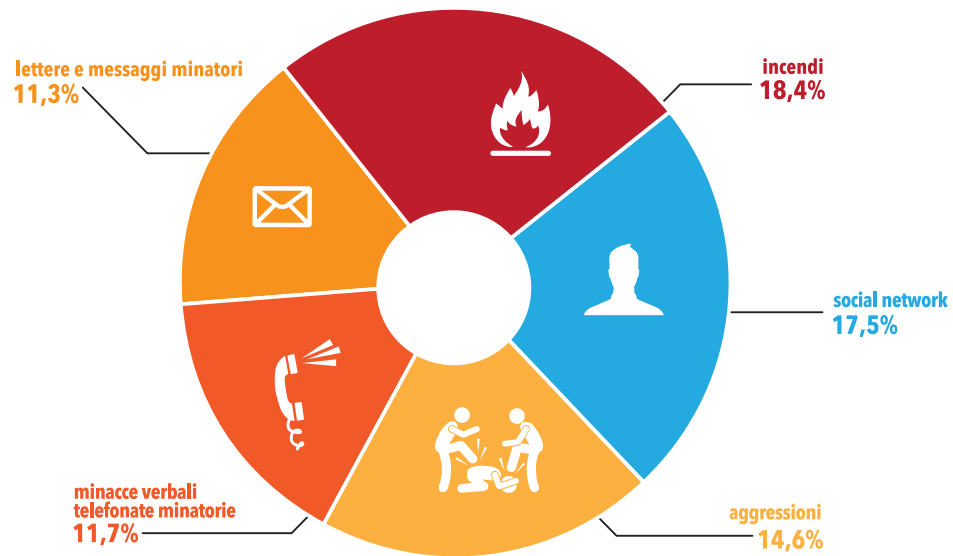 lettere e messaggi minatori
11,3%
incendi
18,4%
social network
17,5%
minacce verbali
telefonate minatorie
11,7%
aggressioni
14,6%